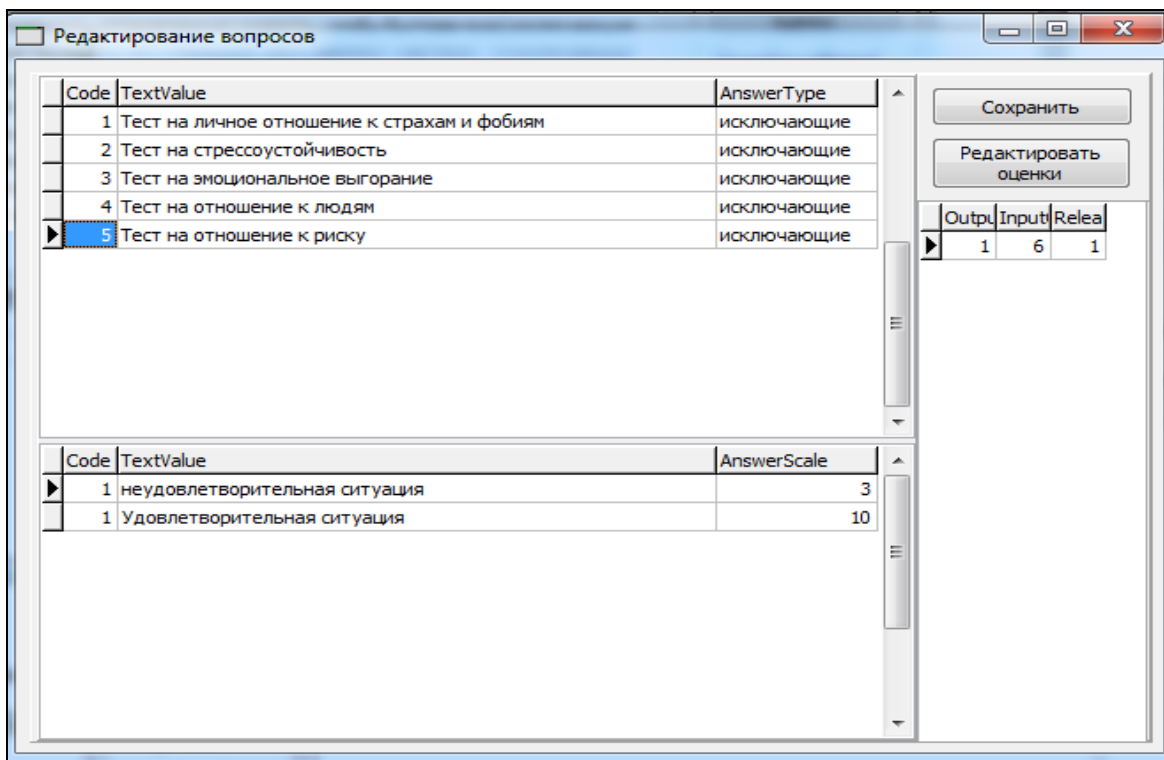 Редактирование вопросов
Code TextValue AnswerType
1 Тест на личное отношение к страхам и фобиям исключающие
2 Тест на стрессоустойчивость исключающие
3 Тест на эмоциональное выгорание исключающие
4 Тест на отношение к людям исключающие
5 Тест на отношение к риску исключающие
Code TextValue AnswerScale
1 неудовлетворительная ситуация 3
1 Удовлетворительная ситуация 10
Сохранить
Редактировать
оценки
Outpu Input Relea
1 6 1